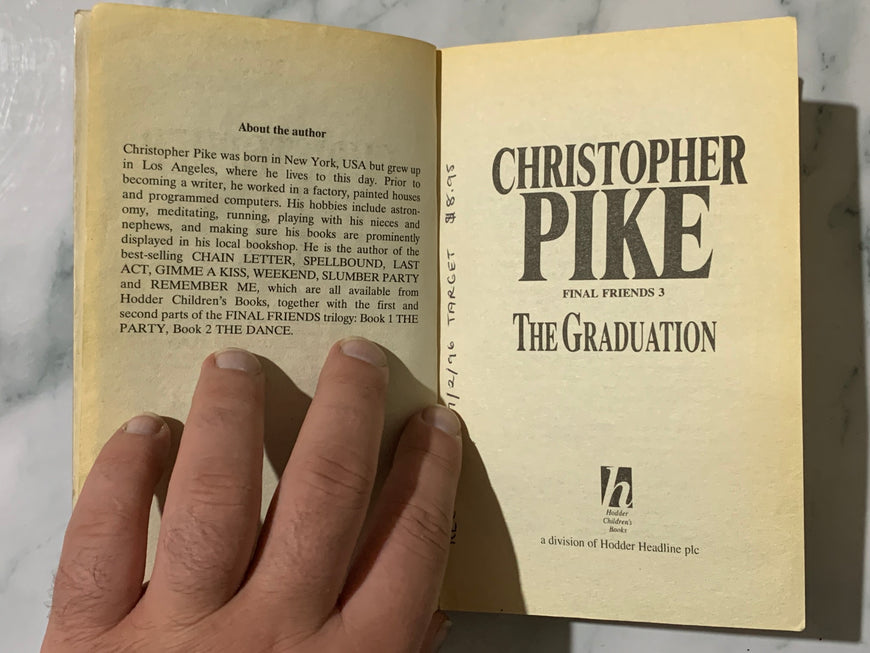 About the author
Christopher Pike was born in New York, USA but grew up
in Los Angeles, where he lives to this day. Prior to
becoming a writer, he worked in a factory, painted houses
and programmed computers. His hobbies include astron-
omy, meditating, running, playing with his nieces and
nephews, and making sure his books are prominently
displayed in his local bookshop. He is the author of the
best-selling CHAIN LETTER, SPELLBOUND, LAST
ACT, GIMME A KISS, WEEKEND, SLUMBER PARTY
and REMEMBER ME, which are all available from
Hodder Children's Books, together with the first and
second parts of the FINAL FRIENDS trilogy: Book 1 THE
PARTY, Book 2 THE DANCE.
/2/96 TARGET $8.95
CHRISTOPHER
PIKE
FINAL FRIENDS 3
THE GRADUATION
h
Hodder
Children's
Books
a division of Hodder Headline plc